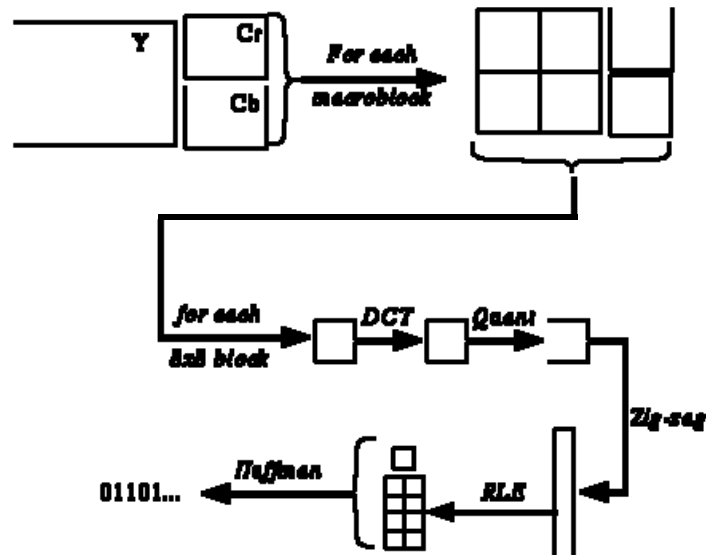 Y
Cr
Cb
For each
macroblock
for each
8x8 block
DCT
Quant
Zig-zag
RLE
Huffman
01101...